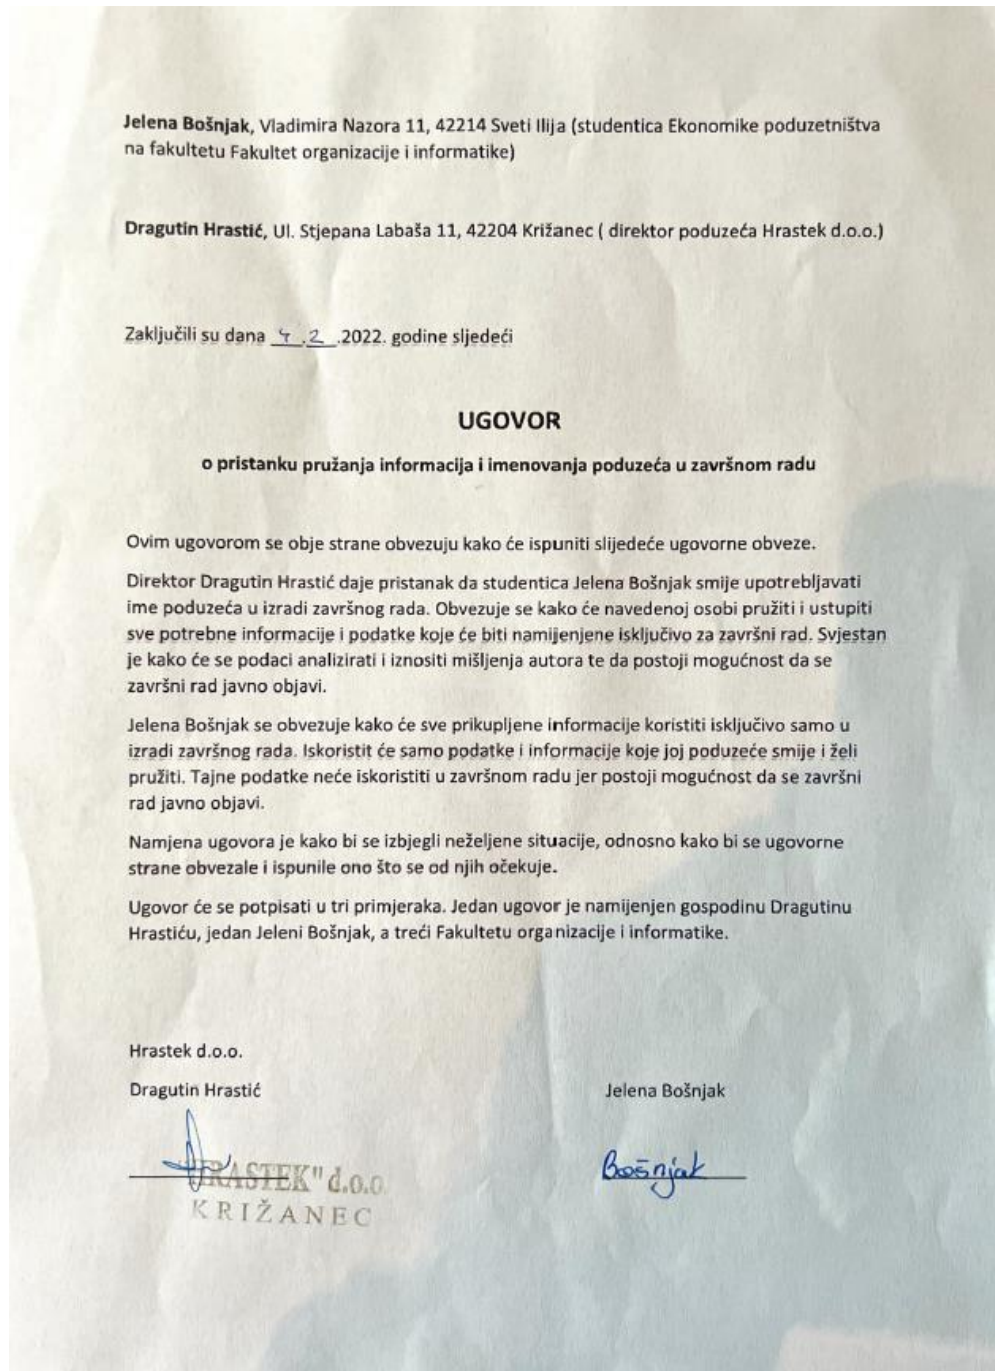 Jelena Bošnjak, Vladimira Nazora 11, 42214 Sveti Ilija (studentica Ekonomike poduzetništva
na fakultetu Fakultet organizacije i informatike)
Dragutin Hrastić, Ul. Stjepana Labaša 11, 42204 Križanec ( direktor poduzeća Hrastek d.o.o.)
Zaključili su dana 4.2.2022. godine sljedeći
UGOVOR
o pristanku pružanja informacija i imenovanja poduzeća u završnom radu
Ovim ugovorom se obje strane obvezuju kako će ispuniti slijedeće ugovorne obveze.
Direktor Dragutin Hrastić daje pristanak da studentica Jelena Bošnjak smije upotrebljavati
ime poduzeća u izradi završnog rada. Obvezuje se kako će navedenoj osobi pružiti i ustupiti
sve potrebne informacije i podatke koje će biti namijenjene isključivo za završni rad. Svjestan
je kako će se podaci analizirati i iznositi mišljenja autora te da postoji mogućnost da se
završni rad javno objavi.
Jelena Bošnjak se obvezuje kako će sve prikupljene informacije koristiti isključivo samo u
izradi završnog rada. Iskoristit će samo podatke i informacije koje joj poduzeće smije i želi
pružiti. Tajne podatke neće iskoristiti u završnom radu jer postoji mogućnost da se završni
rad javno objavi.
Namjena ugovora je kako bi se izbjegli neželjene situacije, odnosno kako bi se ugovorne
strane obvezale i ispunile ono što se od njih očekuje.
Ugovor će se potpisati u tri primjeraka. Jedan ugovor je namijenjen gospodinu Dragutinu
Hrastiću, jedan Jeleni Bošnjak, a treći Fakultetu organizacije i informatike.
Hrastek d.o.o.
Dragutin Hrastić Jelena Bošnjak
"HRASTEK" d.o.o. Bošnjak
KRIŽANEC